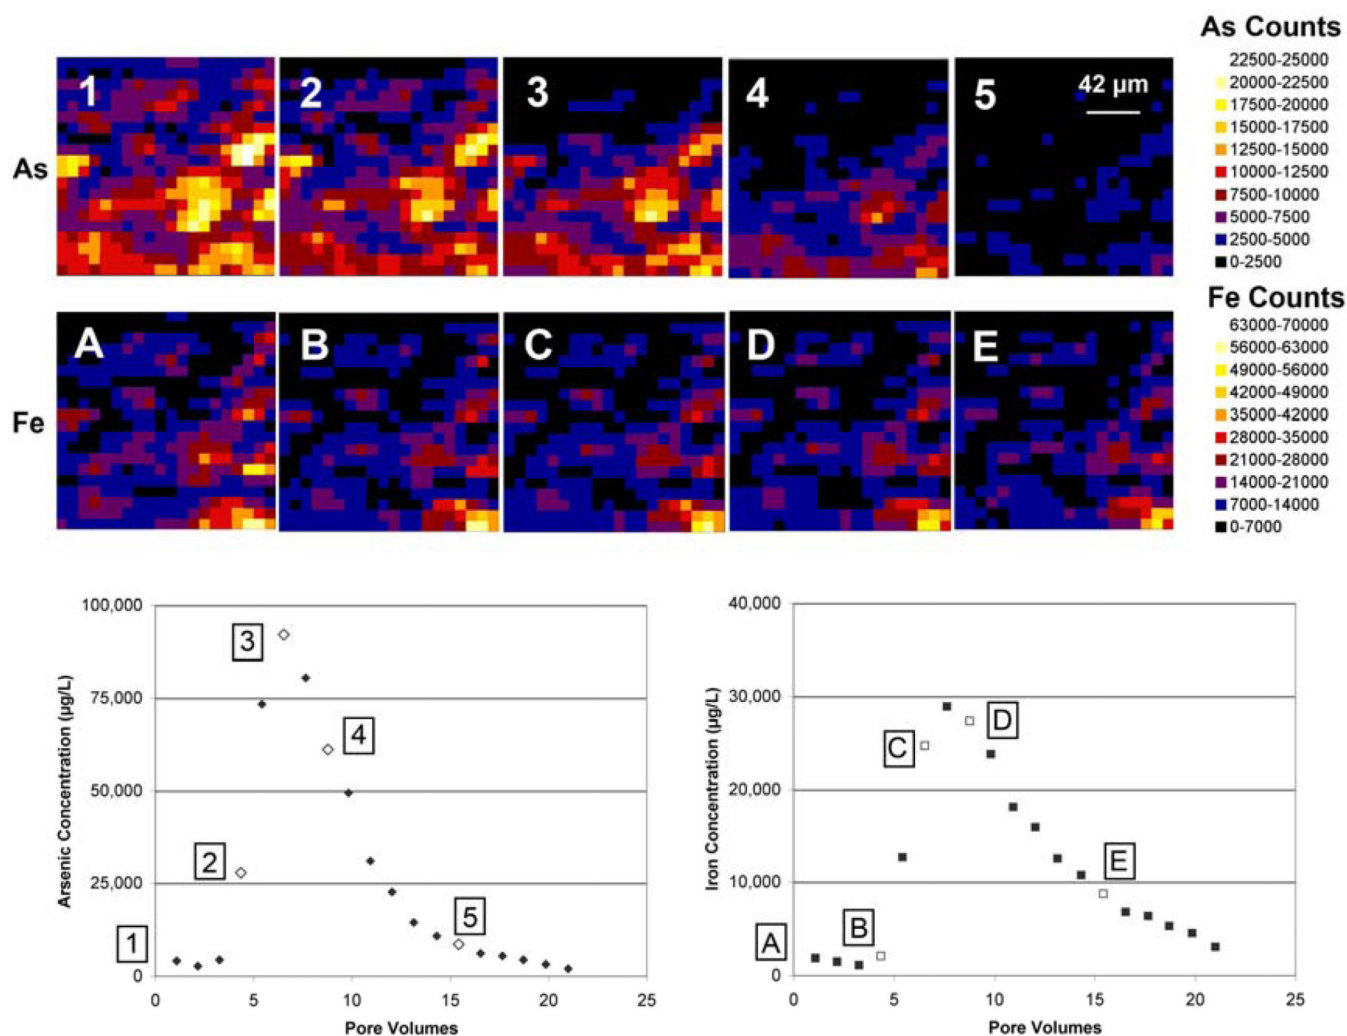 As Counts
22500-25000
20000-22500
17500-20000
15000-17500
12500-15000
10000-12500
7500-10000
5000-7500
2500-5000
0-2500
As
1
2
3
4
5
42 µm
Fe Counts
63000-70000
56000-63000
49000-56000
42000-49000
35000-42000
28000-35000
21000-28000
14000-21000
7000-14000
0-7000
Fe
A
B
C
D
E
Arsenic Concentration (µg/L)
100,000
75,000
50,000
25,000
0
1
2
3
4
5
0 5 10 15 20 25
Pore Volumes
Iron Concentration (µg/L)
40,000
30,000
20,000
10,000
0
A
B
C
D
E
0 5 10 15 20 25
Pore Volumes